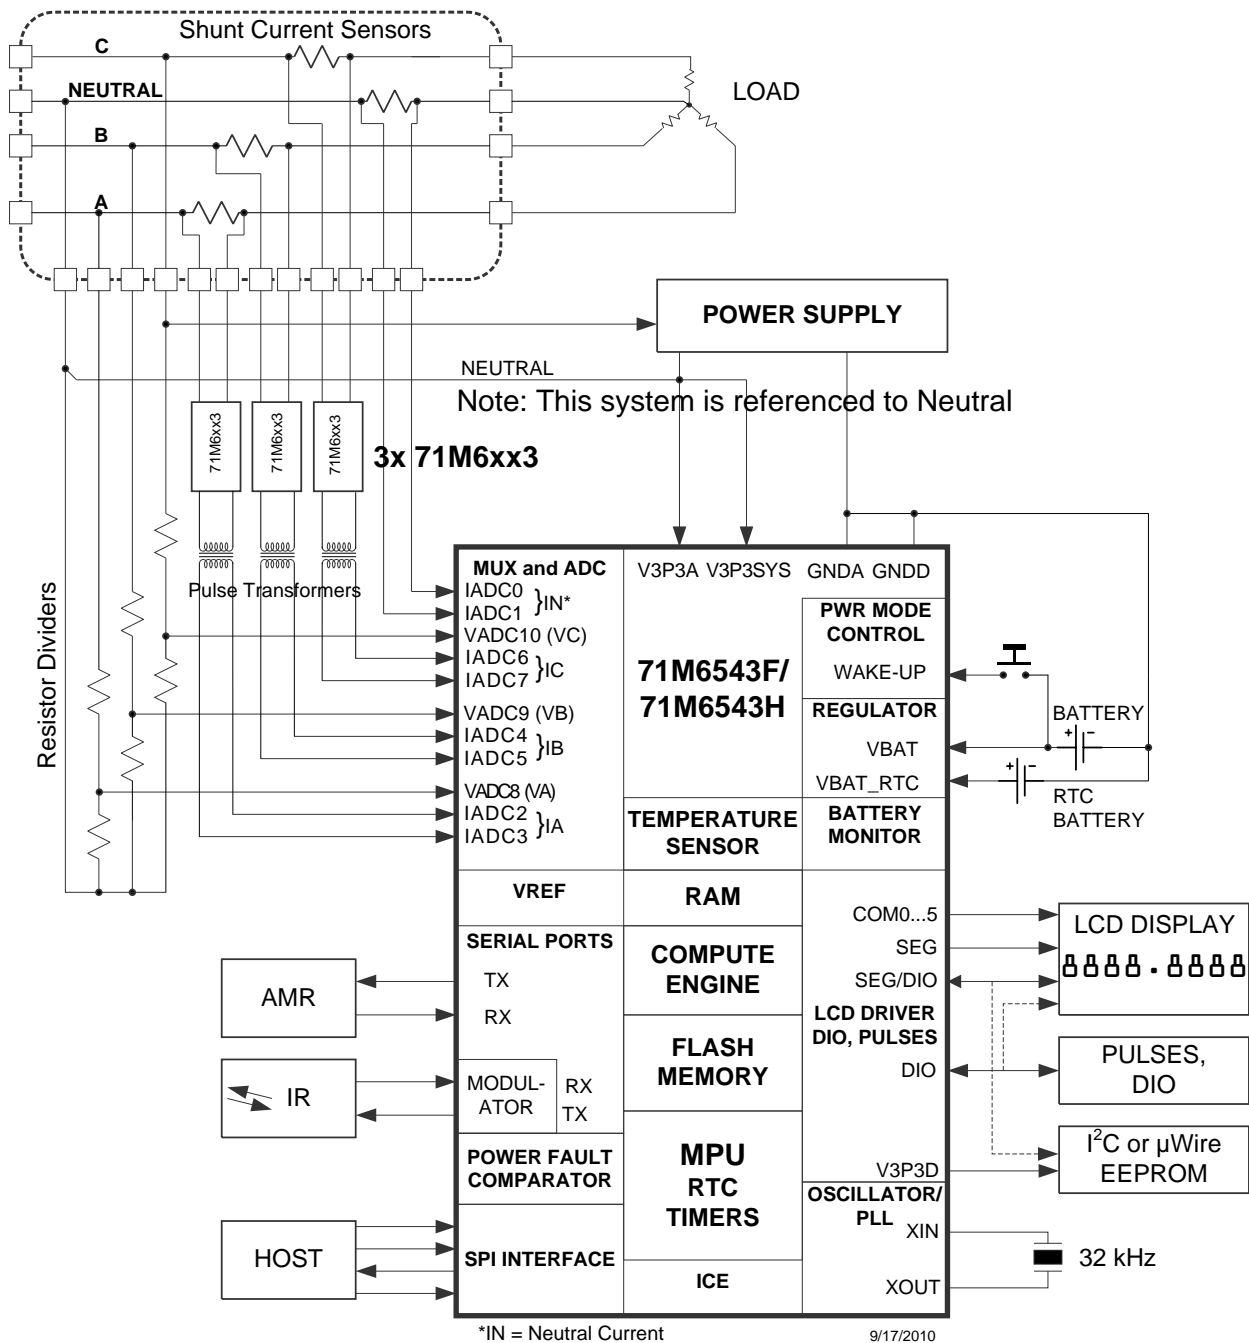 Shunt Current Sensors
C
NEUTRAL
LOAD
B
A
POWER SUPPLY
NEUTRAL
Note: This system is referenced to Neutral
71M6xx3
71M6xx3
71M6xx3
3x 71M6xx3
Pulse Transformers
Resistor Dividers
MUX and ADC
IADC0
IADC1
}IN*
VADC10 (VC)
IADC6
IADC7
}IC
VADC9 (VB)
IADC4
IADC5
}IB
VADC8 (VA)
IADC2
IADC3
}IA
V3P3A V3P3SYS GNDA GNDD
71M6543F/
71M6543H
PWR MODE
CONTROL
WAKE-UP
REGULATOR
VBAT
VBAT_RTC
BATTERY
+ -
+ -
RTC
BATTERY
TEMPERATURE
SENSOR
BATTERY
MONITOR
VREF
RAM
SERIAL PORTS
TX
RX
COMPUTE
ENGINE
COM0...5
SEG
SEG/DIO
LCD DRIVER
DIO, PULSES
DIO
LCD DISPLAY
8888.8888
AMR
IR
MODUL-
ATOR
RX
TX
FLASH
MEMORY
PULSES,
DIO
POWER FAULT
COMPARATOR
MPU
RTC
TIMERS
V3P3D
I²C or µWire
EEPROM
OSCILLATOR/
PLL
XIN
XOUT
32 kHz
HOST
SPI INTERFACE
ICE
*IN = Neutral Current
9/17/2010